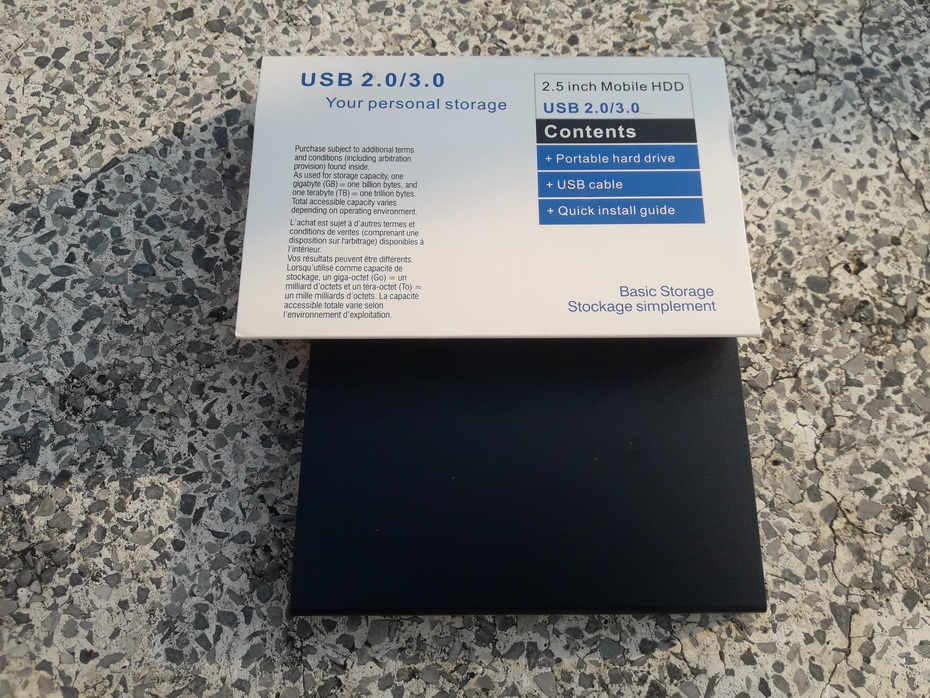 USB 2.0/3.0
Your personal storage
Purchase subject to additional terms
and conditions (including arbitration
provision) found inside.
As used for storage capacity, one
gigabyte (GB) = one billion bytes, and
one terabyte (TB) = one trillion bytes.
Total accessible capacity varies
depending on operating environment.
L'achat est sujet à d'autres termes et
conditions de ventes (comprenant une
disposition sur l'arbitrage) disponibles à
l'intérieur.
Vos résultats peuvent être différents.
Lorsqu'utilisé comme capacité de
stockage, un giga-octet (Go) = un
milliard d'octets et un téra-octet (To) =
un mille milliards d'octets. La capacité
accessible totale varie selon
l'environnement d'exploitation.
2.5 inch Mobile HDD
USB 2.0/3.0
Contents
+ Portable hard drive
+ USB cable
+ Quick install guide
Basic Storage
Stockage simplement